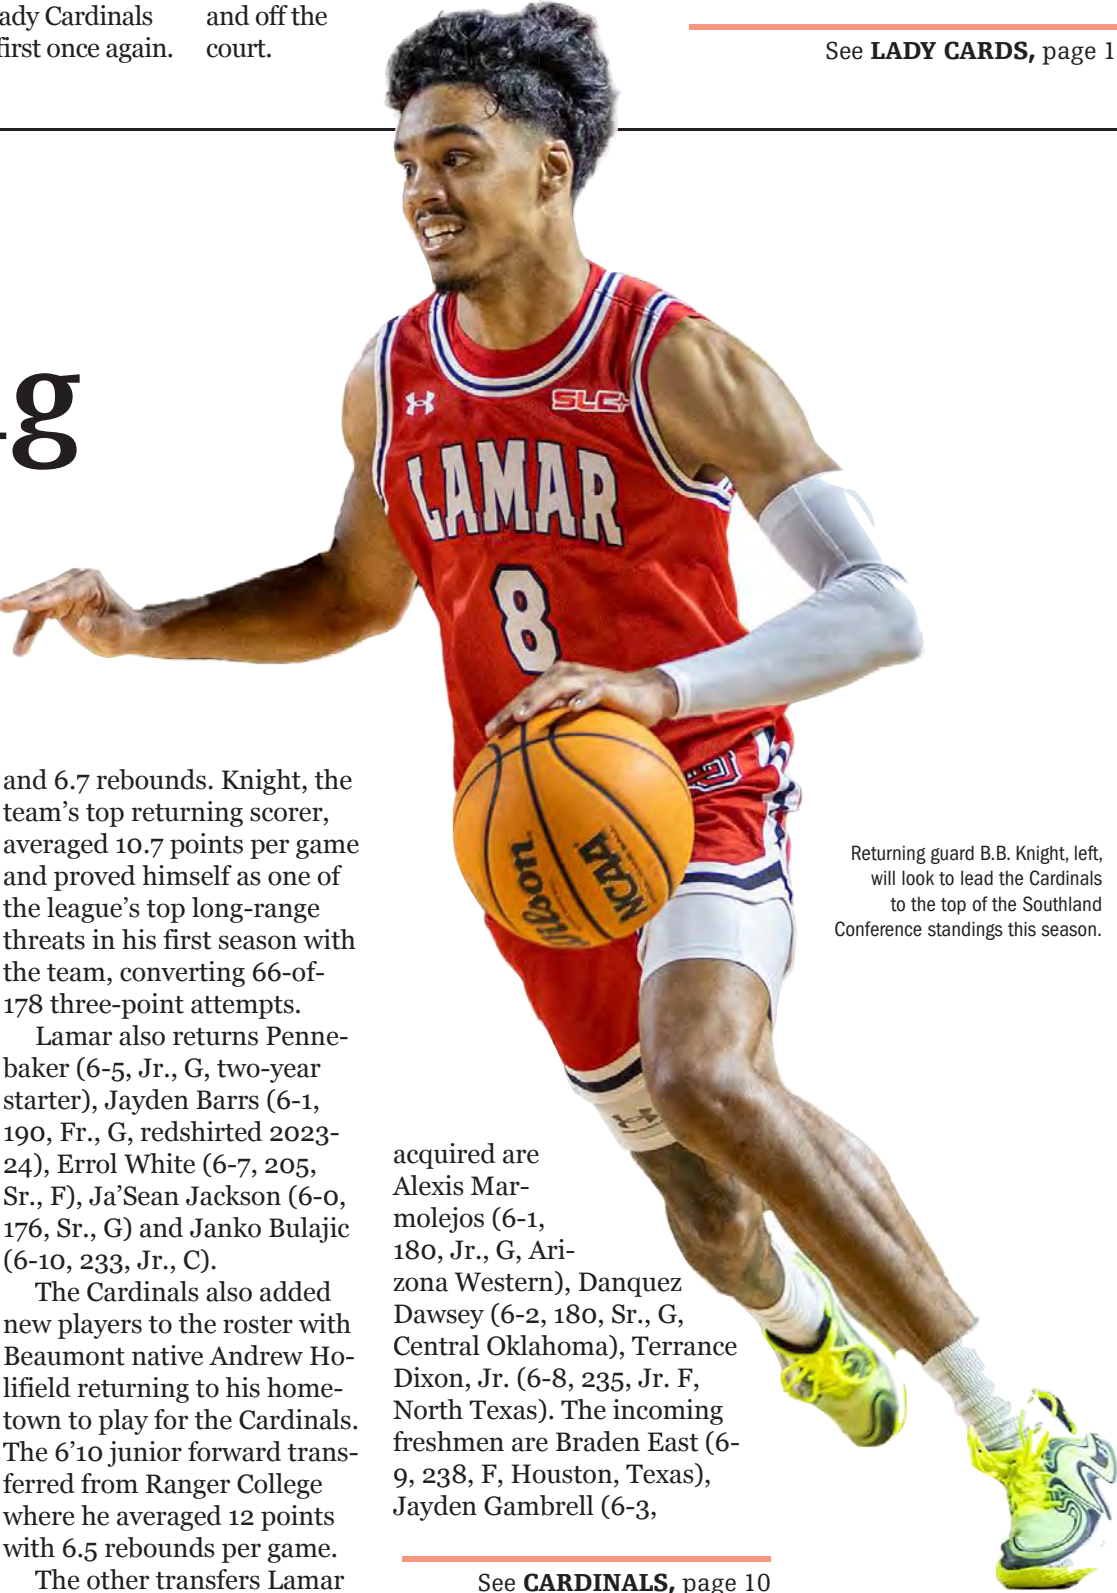 ady Cardinals
first once again.
and off the
court.
See LADY CARDS, page 1
g
SLC
LAMAR
8
Wilson
NCAA
and 6.7 rebounds. Knight, the
team's top returning scorer,
averaged 10.7 points per game
and proved himself as one of
the league's top long-range
threats in his first season with
the team, converting 66-of-
178 three-point attempts.
Lamar also returns Penne-
baker (6-5, Jr., G, two-year
starter), Jayden Barrs (6-1,
190, Fr., G, redshirted 2023-
24), Errol White (6-7, 205,
Sr., F), Ja'Sean Jackson (6-0,
176, Sr., G) and Janko Bulajic
(6-10, 233, Jr., C).
The Cardinals also added
new players to the roster with
Beaumont native Andrew Ho-
lifield returning to his home-
town to play for the Cardinals.
The 6'10 junior forward trans-
ferred from Ranger College
where he averaged 12 points
with 6.5 rebounds per game.
The other transfers Lamar
acquired are
Alexis Mar-
molejos (6-1,
180, Jr., G, Ari-
zona Western), Danquez
Dawsey (6-2, 180, Sr., G,
Central Oklahoma), Terrance
Dixon, Jr. (6-8, 235, Jr. F,
North Texas). The incoming
freshmen are Braden East (6-
9, 238, F, Houston, Texas),
Jayden Gambrell (6-3,
See CARDINALS, page 10
Returning guard B.B. Knight, left,
will look to lead the Cardinals
to the top of the Southland
Conference standings this season.